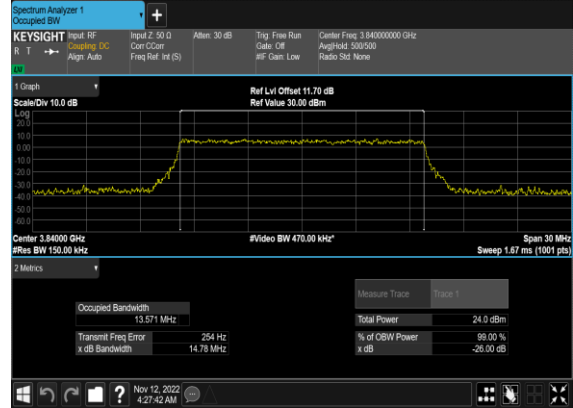 Spectrum Analyzer 1
Occupied BW
KEYSIGHT Input: RF Input Z: 50 Ω Atten: 30 dB Trig: Free Run Center Freq: 3.840000000 GHz
R T Coupling: DC Corr CCorr Gate: Off Avg|Hold: 500/500
Align: Auto Freq Ref: Int (S) #IF Gain: Low Radio Std: None
LNI
1 Graph
Ref Lvl Offset 11.70 dB
Scale/Div 10.0 dB Ref Value 30.00 dBm
Log
20.0
10.0
0.00
-10.0
-20.0
-30.0
-40.0
-50.0
-60.0
Center 3.84000 GHz #Video BW 470.00 kHz* Span 30 MHz
#Res BW 150.00 kHz Sweep 1.67 ms (1001 pts)
2 Metrics
Measure Trace Trace 1
Occupied Bandwidth
13.571 MHz Total Power 24.0 dBm
Transmit Freq Error 254 Hz % of OBW Power 99.00 %
x dB Bandwidth 14.78 MHz x dB -26.00 dB
? Nov 12, 2022
4:27:42 AM